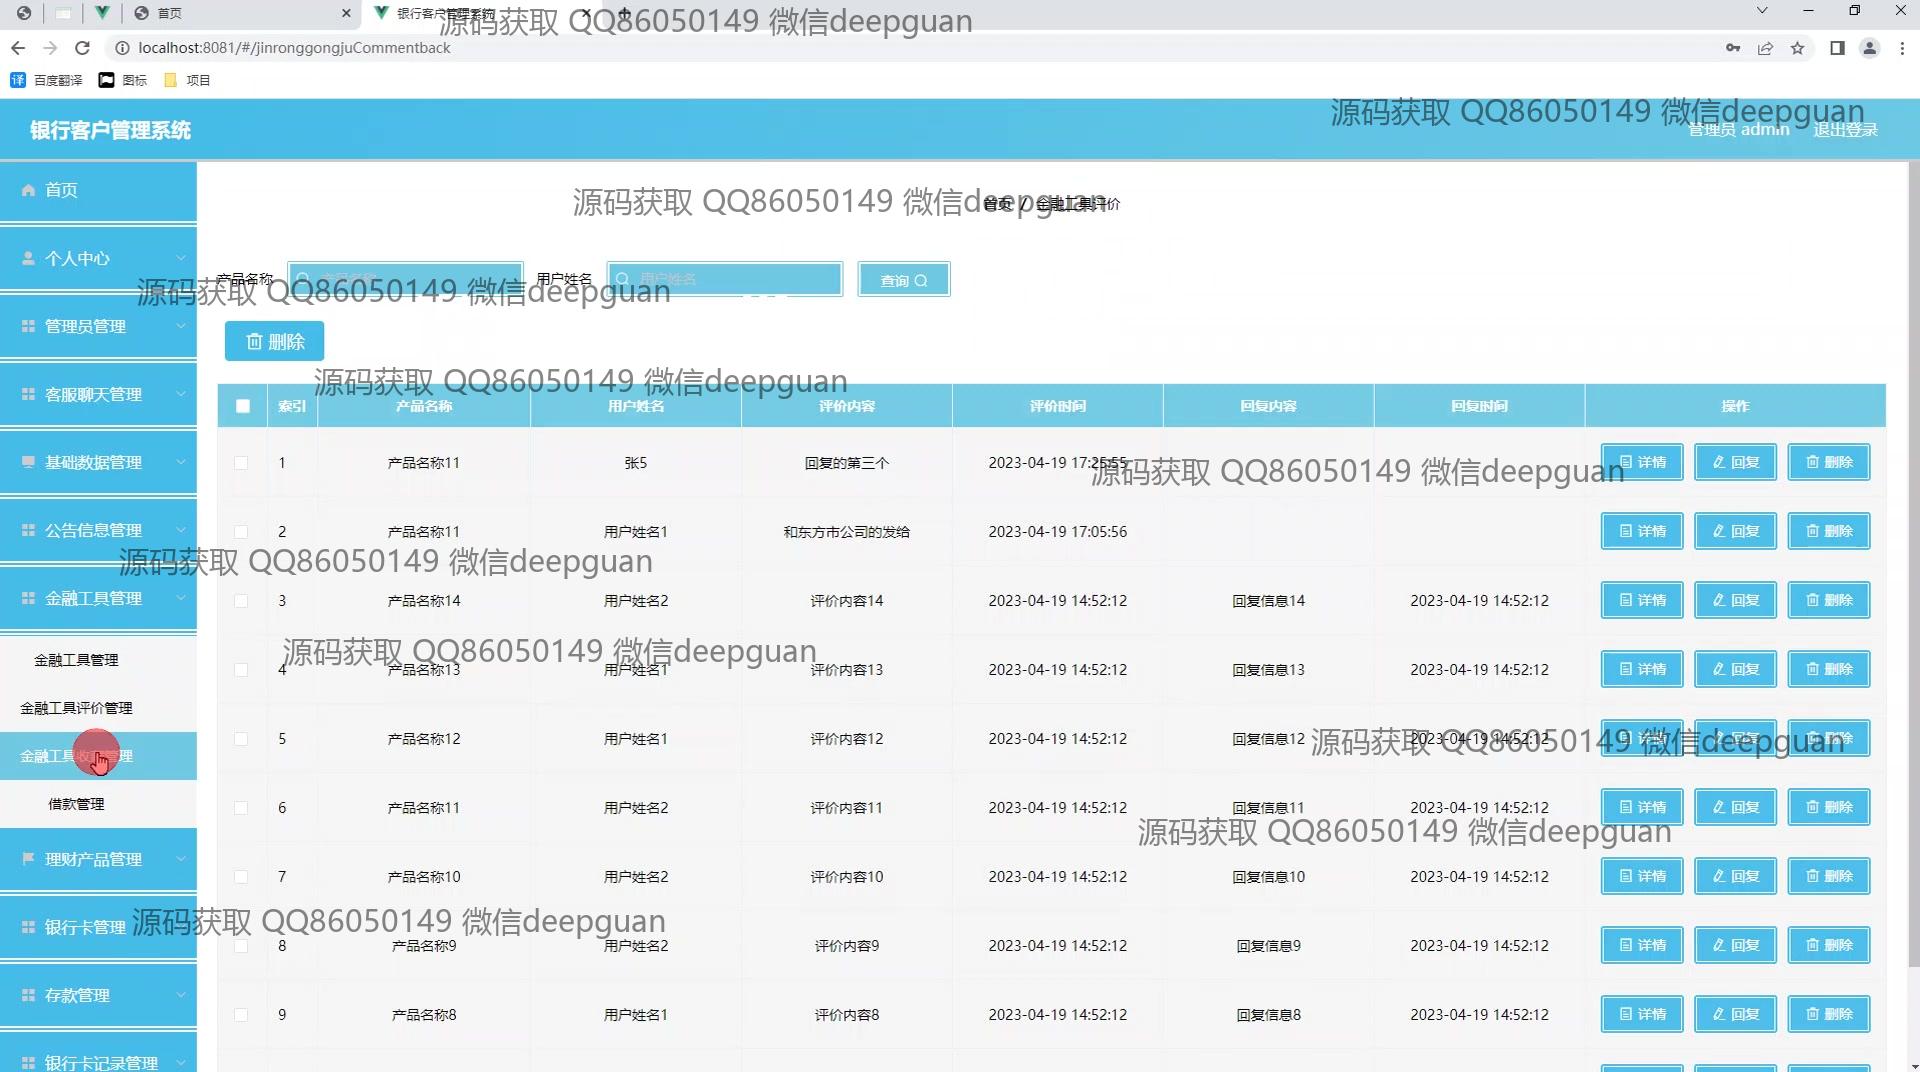 首页
银行客户管理系统
源码获取 QQ86050149 微信deepguan
localhost:8081/#/jinronggongjuCommentback
百度翻译 图标 项目
银行客户管理系统
源码获取 QQ86050149 微信deepguan
管理员 admin 退出登录
首页
源码获取 QQ86050149 微信deepguan
首页 / 金融工具评价
个人中心
产品名称 产品名称 用户姓名 用户姓名 查询
源码获取 QQ86050149 微信deepguan
管理员管理
删除
源码获取 QQ86050149 微信deepguan
客服聊天管理
索引 产品名称 用户姓名 评价内容 评价时间 回复内容 回复时间 操作
基础数据管理
1 产品名称11 张5 回复的第三个 2023-04-19 17:25:55 详情 回复 删除
源码获取 QQ86050149 微信deepguan
公告信息管理
2 产品名称11 用户姓名1 和东方市公司的发给 2023-04-19 17:05:56 详情 回复 删除
源码获取 QQ86050149 微信deepguan
金融工具管理
3 产品名称14 用户姓名2 评价内容14 2023-04-19 14:52:12 回复信息14 2023-04-19 14:52:12 详情 回复 删除
源码获取 QQ86050149 微信deepguan
金融工具管理
4 产品名称13 用户姓名1 评价内容13 2023-04-19 14:52:12 回复信息13 2023-04-19 14:52:12 详情 回复 删除
金融工具评价管理
5 产品名称12 用户姓名1 评价内容12 2023-04-19 14:52:12 回复信息12 2023-04-19 14:52:12 详情 回复 删除
源码获取 QQ86050149 微信deepguan
金融工具收藏管理
借款管理
6 产品名称11 用户姓名2 评价内容11 2023-04-19 14:52:12 回复信息11 2023-04-19 14:52:12 详情 回复 删除
源码获取 QQ86050149 微信deepguan
理财产品管理
7 产品名称10 用户姓名2 评价内容10 2023-04-19 14:52:12 回复信息10 2023-04-19 14:52:12 详情 回复 删除
银行卡管理
源码获取 QQ86050149 微信deepguan
8 产品名称9 用户姓名2 评价内容9 2023-04-19 14:52:12 回复信息9 2023-04-19 14:52:12 详情 回复 删除
存款管理
9 产品名称8 用户姓名1 评价内容8 2023-04-19 14:52:12 回复信息8 2023-04-19 14:52:12 详情 回复 删除
银行卡记录管理